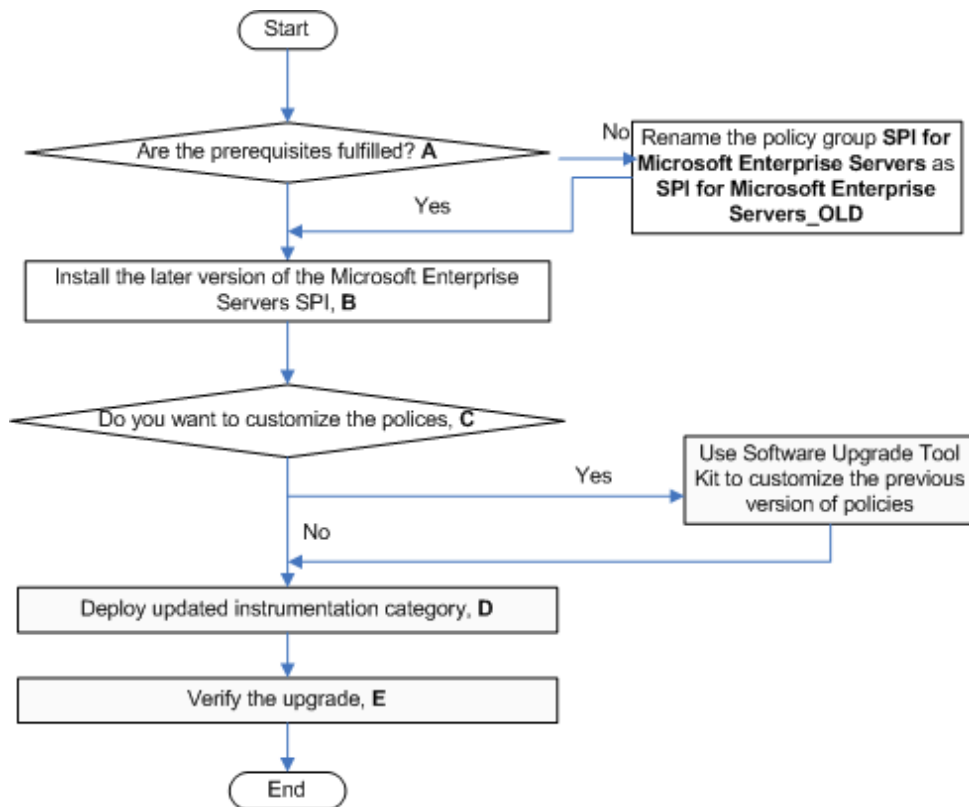 Start
Are the prerequisites fulfilled? A
No
Rename the policy group SPI for
Microsoft Enterprise Servers as
SPI for Microsoft Enterprise
Servers_OLD
Yes
Install the later version of the Microsoft Enterprise
Servers SPI, B
Do you want to customize the polices, C
Yes
Use Software Upgrade Tool
Kit to customize the previous
version of policies
No
Deploy updated instrumentation category, D
Verify the upgrade, E
End